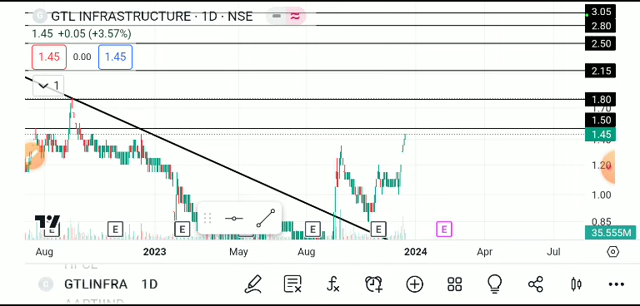 3.05
GTL INFRASTRUCTURE · 1D · NSE
2.80
1.45 +0.05 (+3.57%)
2.50
1.45 0.00 1.45
2.15
1
1.80
1.70
1.50
1.45
1.20
1.00
0.85
E E E E E E
35.555M
Aug 2023 May Aug 2024 Apr Jul
GTLINFRA 1D